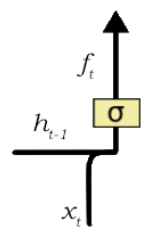 f_t
σ
h_{t-1}
x_t